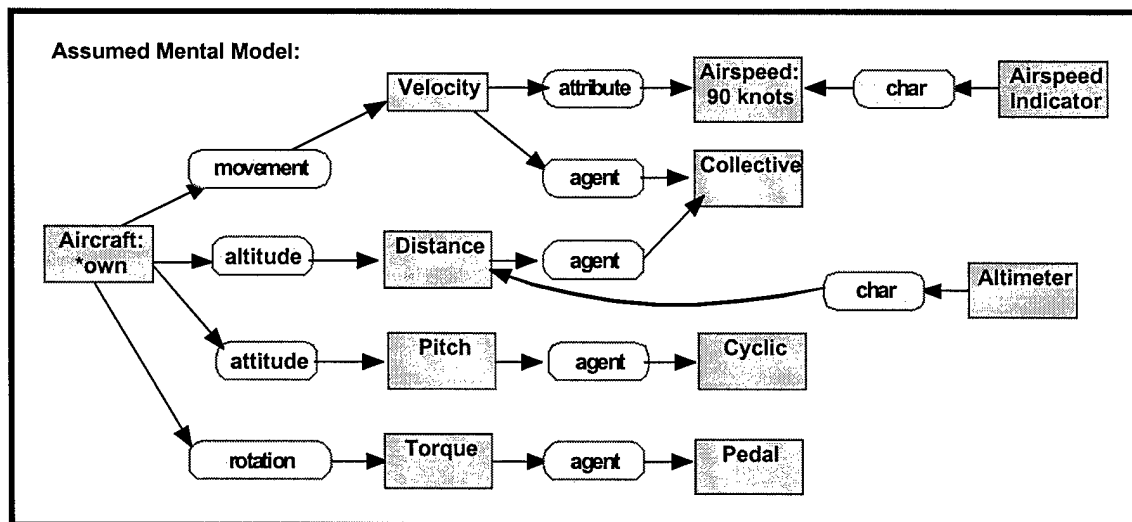 Assumed Mental Model:
Velocity
attribute
Airspeed:
90 knots
char
Airspeed
Indicator
movement
agent
Collective
Aircraft:
*own
altitude
Distance
agent
char
Altimeter
attitude
Pitch
agent
Cyclic
rotation
Torque
agent
Pedal